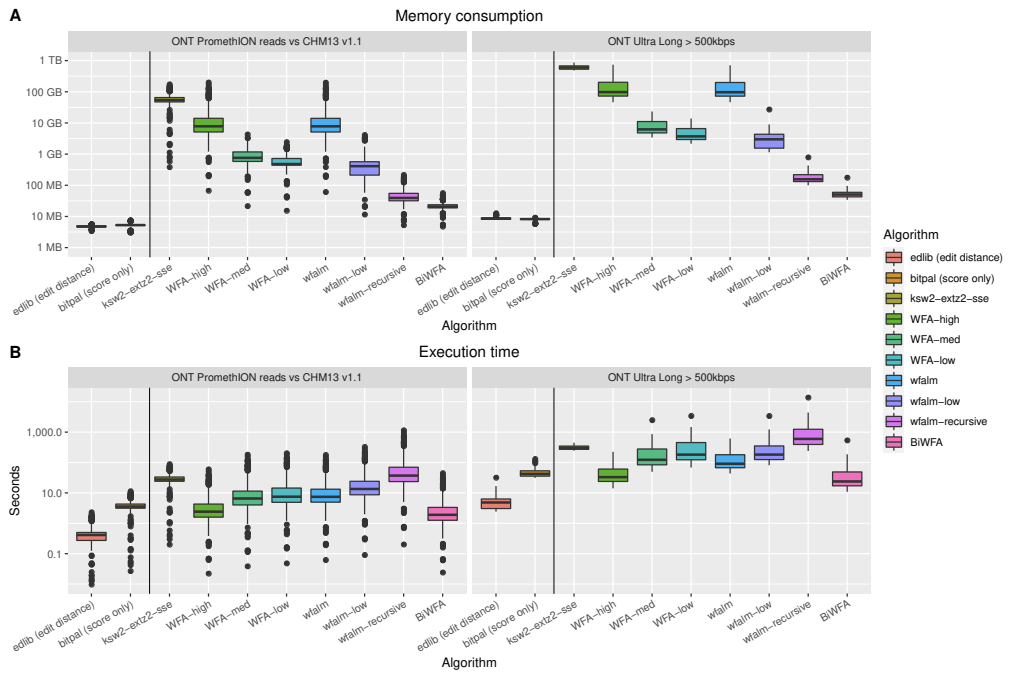 A
Memory consumption
ONT PromethION reads vs CHM13 v1.1
ONT Ultra Long > 500kbps
1 TB
100 GB
10 GB
1 GB
100 MB
10 MB
1 MB
edlib (edit distance)
bitpal (score only)
ksw2−extz2−sse
WFA−high
WFA−med
WFA−low
wfalm
wfalm−low
wfalm−recursive
BiWFA
edlib (edit distance)
bitpal (score only)
ksw2−extz2−sse
WFA−high
WFA−med
WFA−low
wfalm
wfalm−low
wfalm−recursive
BiWFA
Algorithm
B
Execution time
ONT PromethION reads vs CHM13 v1.1
ONT Ultra Long > 500kbps
Seconds
1,000.0
10.0
0.1
edlib (edit distance)
bitpal (score only)
ksw2−extz2−sse
WFA−high
WFA−med
WFA−low
wfalm
wfalm−low
wfalm−recursive
BiWFA
edlib (edit distance)
bitpal (score only)
ksw2−extz2−sse
WFA−high
WFA−med
WFA−low
wfalm
wfalm−low
wfalm−recursive
BiWFA
Algorithm
Algorithm
edlib (edit distance)
bitpal (score only)
ksw2−extz2−sse
WFA−high
WFA−med
WFA−low
wfalm
wfalm−low
wfalm−recursive
BiWFA